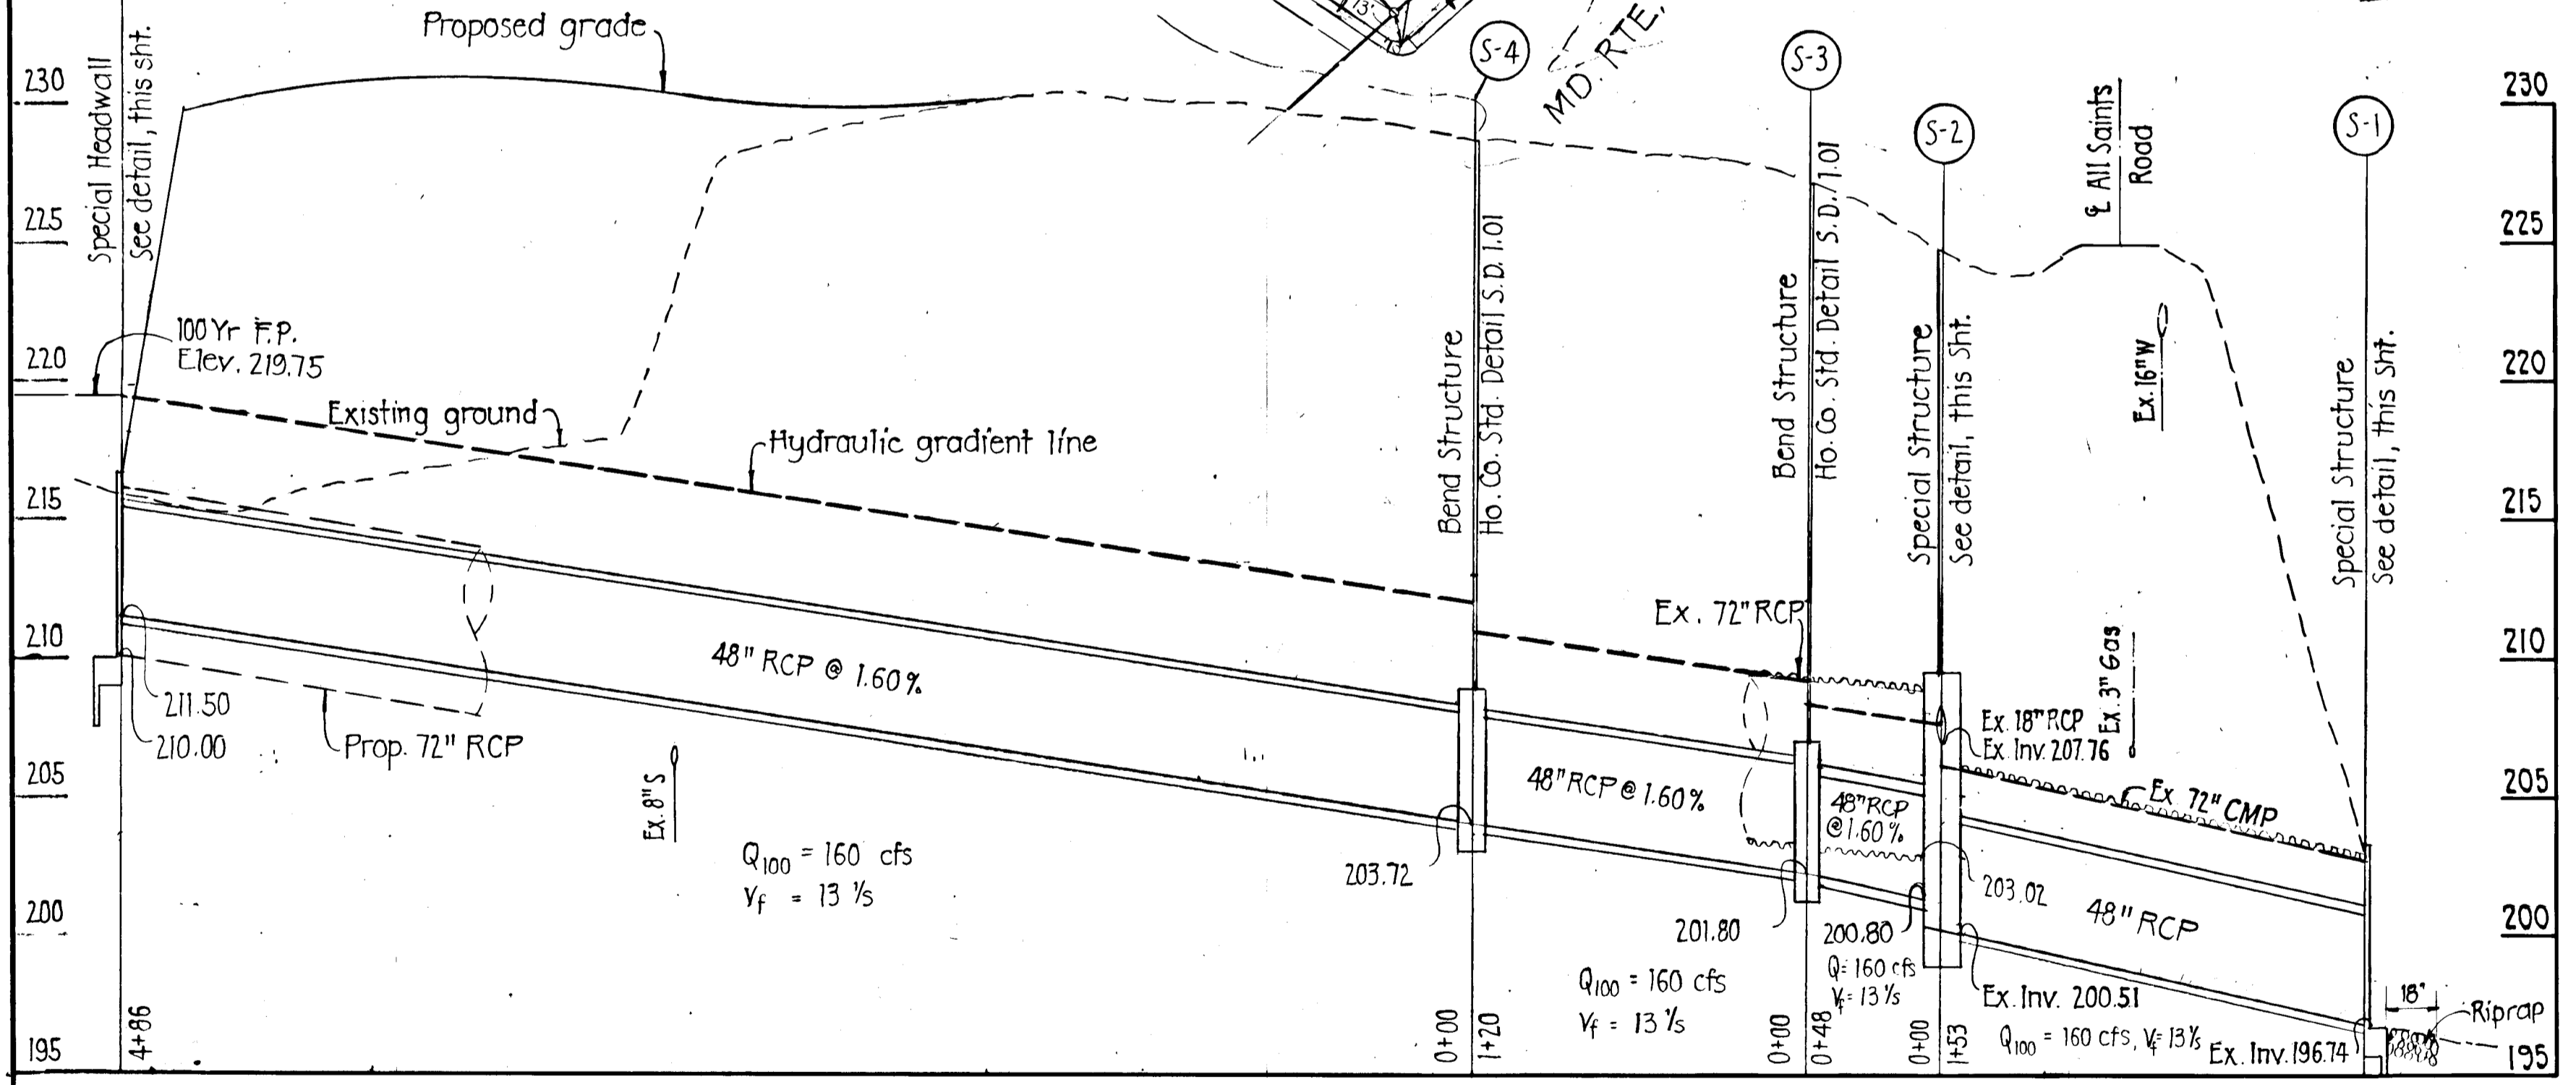 Proposed grade
13'
MD. RTE.
S-4
S-3
S-2
S-1
230
225
220
215
210
205
200
195
230
225
220
215
210
205
200
195
Special Headwall
See detail, this sht.
100 Yr F.P.
Elev. 219.75
Existing ground
Hydraulic gradient line
Bend Structure
Ho. Co. Std. Detail S.D. 1.01
Bend Structure
Ho. Co. Std. Detail S.D. 1.01
Special Structure
See detail, this Sht.
℄ All Saints
Road
Ex. 16"W
Ex. 3" Gas
Special Structure
See detail, this Sht.
Ex. 72" RCP
Ex. 18" RCP
Ex. Inv. 207.76
Ex. 72" CMP
48" RCP @ 1.60%
48" RCP @ 1.60%
48" RCP
@ 1.60%
48" RCP
211.50
210.00
Prop. 72" RCP
Ex. 8"S
Q100 = 160 cfs
Vf = 13 '/s
203.72
201.80
200.80
203.02
Q100 = 160 cfs
Vf = 13 '/s
Q = 160 cfs
Vf = 13 '/s
Ex. Inv. 200.51
Q100 = 160 cfs, Vf = 13 '/s
Ex. Inv. 196.74
18"
Riprap
4+86
0+00
1+20
0+00
0+48
0+00
1+53